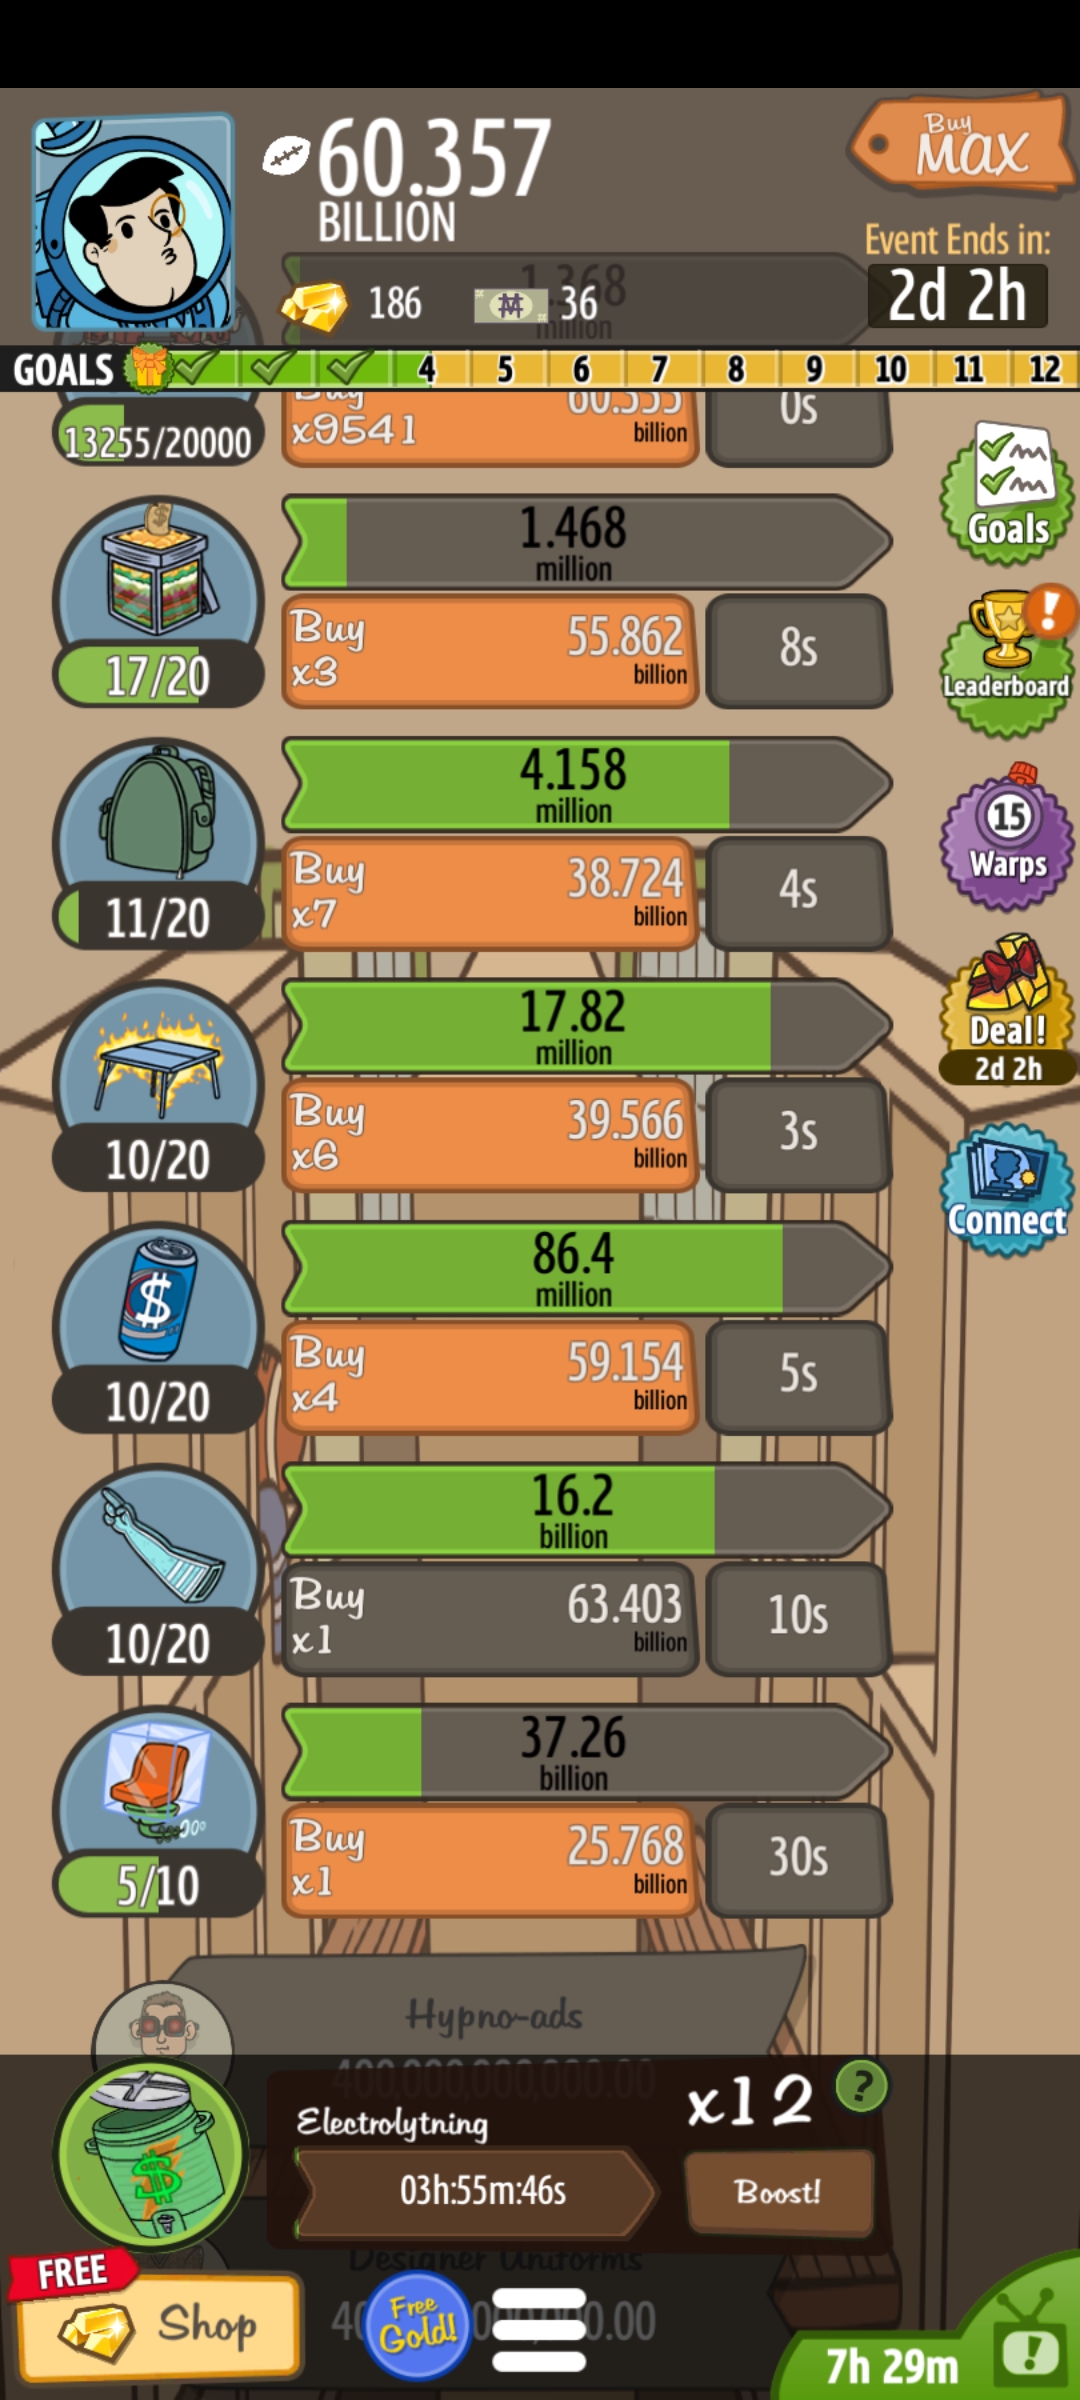 60.357
BILLION
Buy
MAX
Event Ends in:
2d 2h
1.368
million
186
36
GOALS
4 5 6 7 8 9 10 11 12
13255/20000
Buy
x9541
60.355
billion
0s
Goals
1.468
million
17/20
Buy
x3
55.862
billion
8s
Leaderboard
4.158
million
15
Warps
11/20
Buy
x7
38.724
billion
4s
17.82
million
Deal!
2d 2h
10/20
Buy
x6
39.566
billion
3s
Connect
86.4
million
$
10/20
Buy
x4
59.154
billion
5s
16.2
billion
10/20
Buy
x1
63.403
billion
10s
37.26
billion
5/10
Buy
x1
25.768
billion
30s
Hypno-ads
400,000,000,000.00
x12
?
Electrolytning
03h:55m:46s
Boost!
$
Designer Uniforms
FREE
Shop
Free
Gold!
7h 29m